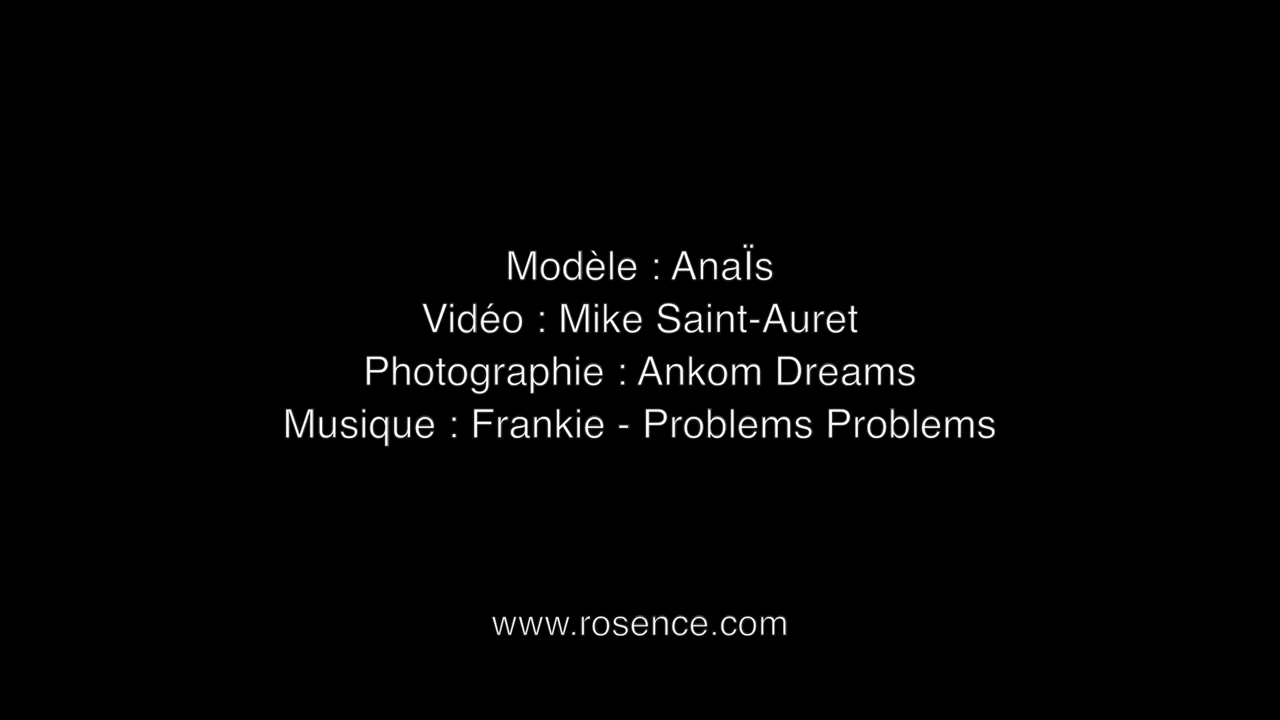 Modèle : AnaÏs
Vidéo : Mike Saint-Auret
Photographie : Ankom Dreams
Musique : Frankie - Problems Problems
www.rosence.com